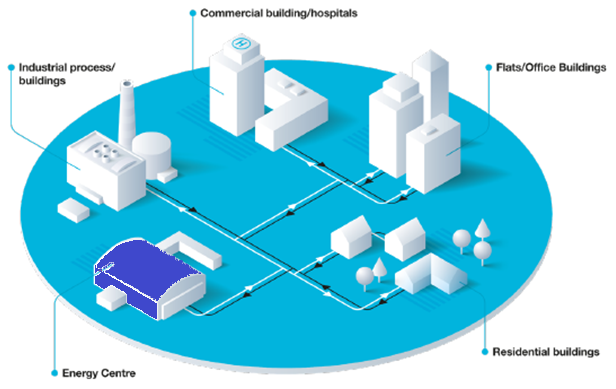 Commercial building/hospitals
Industrial process/
buildings
Flats/Office Buildings
H
Energy Centre
Residential buildings